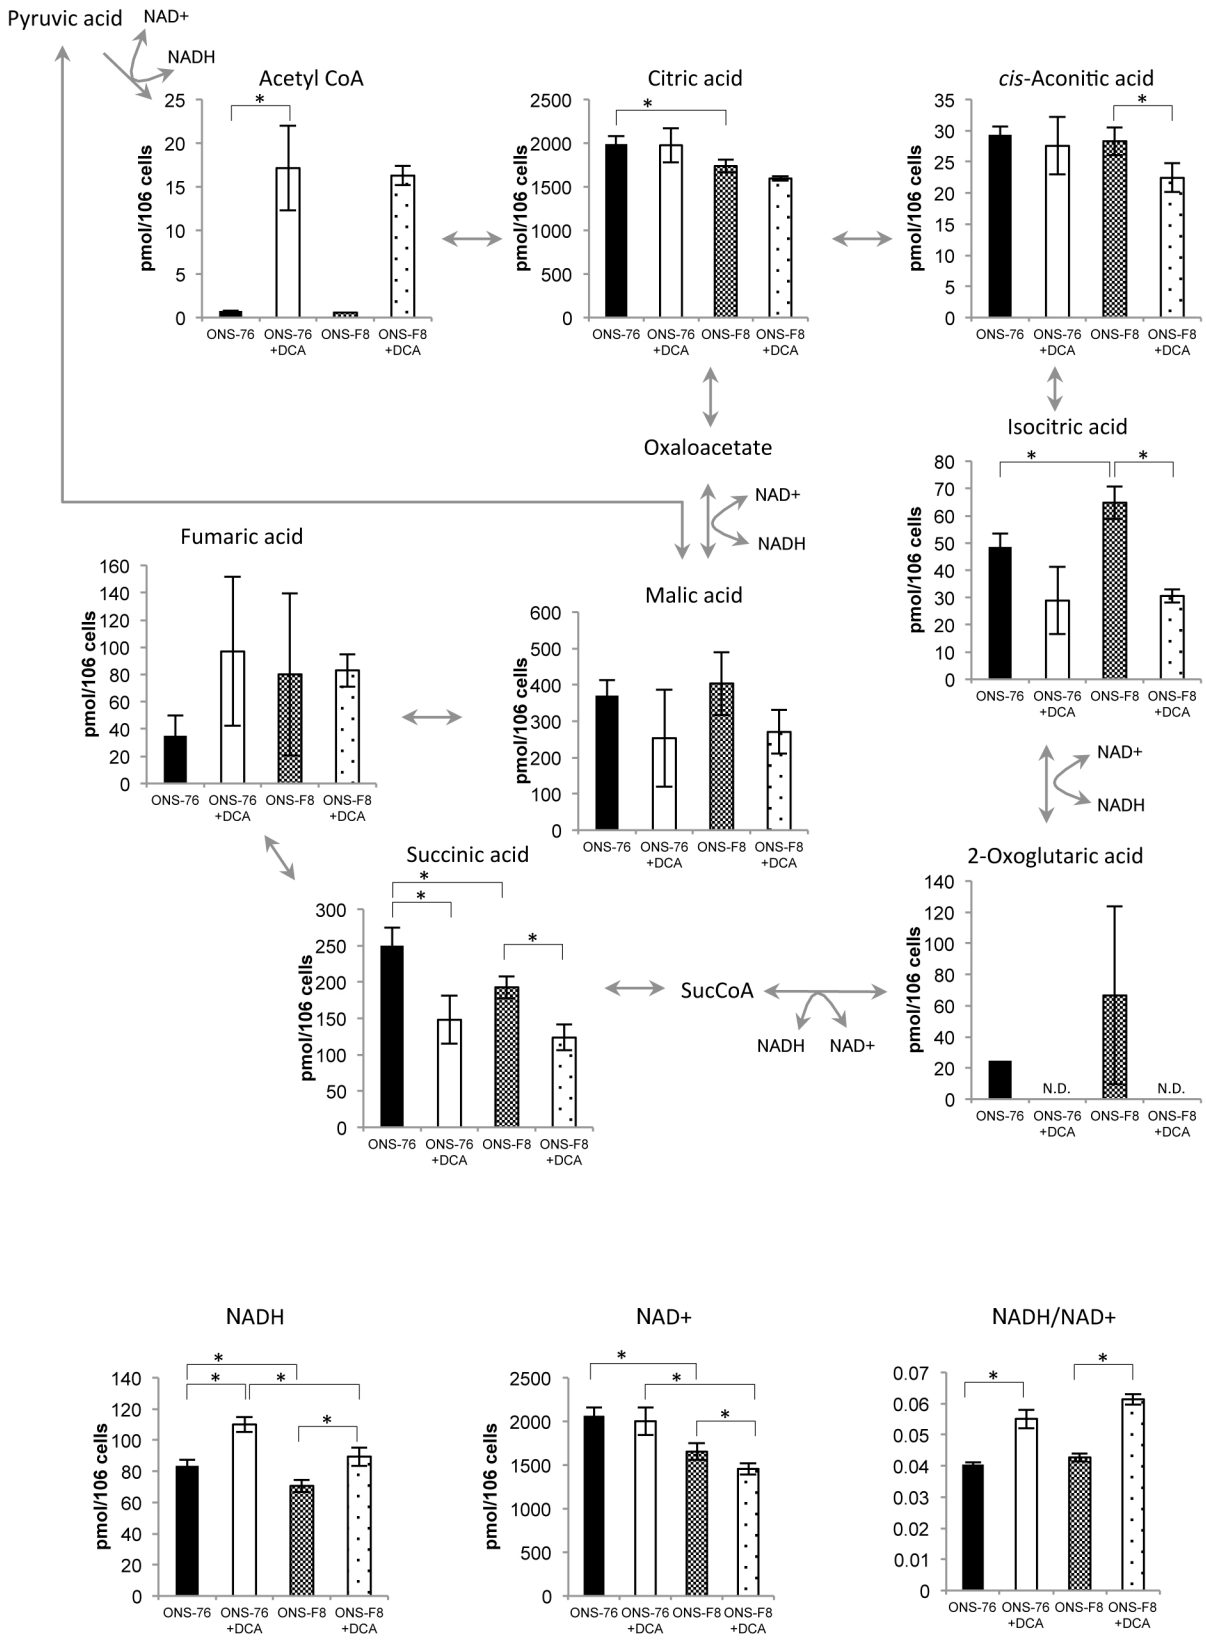 Pyruvic acid
NAD+
NADH
Acetyl CoA
*
pmol/106 cells
25
20
15
10
5
0
ONS-76
ONS-76 +DCA
ONS-F8
ONS-F8 +DCA
Citric acid
*
pmol/106 cells
2500
2000
1500
1000
500
0
ONS-76
ONS-76 +DCA
ONS-F8
ONS-F8 +DCA
cis-Aconitic acid
*
pmol/106 cells
35
30
25
20
15
10
5
0
ONS-76
ONS-76 +DCA
ONS-F8
ONS-F8 +DCA
Oxaloacetate
NAD+
NADH
Isocitric acid
*
*
pmol/106 cells
80
70
60
50
40
30
20
10
0
ONS-76
ONS-76 +DCA
ONS-F8
ONS-F8 +DCA
Fumaric acid
pmol/106 cells
160
140
120
100
80
60
40
20
0
ONS-76
ONS-76 +DCA
ONS-F8
ONS-F8 +DCA
Malic acid
pmol/106 cells
600
500
400
300
200
100
0
ONS-76
ONS-76 +DCA
ONS-F8
ONS-F8 +DCA
NAD+
NADH
Succinic acid
*
*
*
pmol/106 cells
300
250
200
150
100
50
0
ONS-76
ONS-76 +DCA
ONS-F8
ONS-F8 +DCA
SucCoA
NADH
NAD+
2-Oxoglutaric acid
pmol/106 cells
140
120
100
80
60
40
20
0
N.D.
N.D.
ONS-76
ONS-76 +DCA
ONS-F8
ONS-F8 +DCA
NADH
*
*
*
*
pmol/106 cells
140
120
100
80
60
40
20
0
ONS-76
ONS-76 +DCA
ONS-F8
ONS-F8 +DCA
NAD+
*
*
*
pmol/106 cells
2500
2000
1500
1000
500
0
ONS-76
ONS-76 +DCA
ONS-F8
ONS-F8 +DCA
NADH/NAD+
*
*
0.07
0.06
0.05
0.04
0.03
0.02
0.01
0
ONS-76
ONS-76 +DCA
ONS-F8
ONS-F8 +DCA